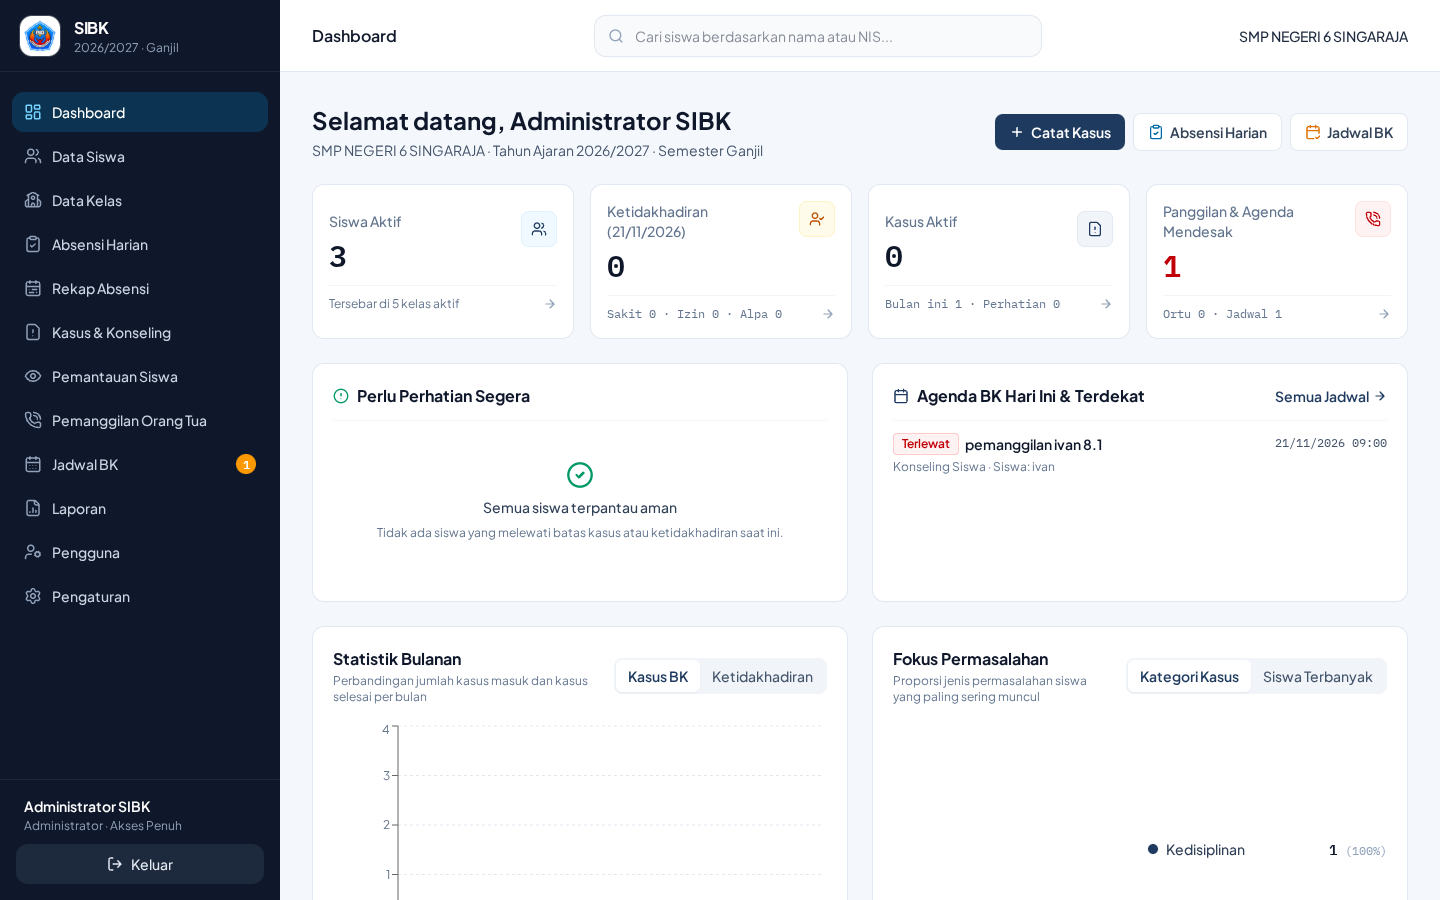 SIBK
2026/2027 · Ganjil
Dashboard
Data Siswa
Data Kelas
Absensi Harian
Rekap Absensi
Kasus & Konseling
Pemantauan Siswa
Pemanggilan Orang Tua
Jadwal BK 1
Laporan
Pengguna
Pengaturan
Administrator SIBK
Administrator · Akses Penuh
Keluar
Dashboard
Cari siswa berdasarkan nama atau NIS...
SMP NEGERI 6 SINGARAJA
Selamat datang, Administrator SIBK
SMP NEGERI 6 SINGARAJA · Tahun Ajaran 2026/2027 · Semester Ganjil
Catat Kasus
Absensi Harian
Jadwal BK
Siswa Aktif
3
Tersebar di 5 kelas aktif
Ketidakhadiran
(21/11/2026)
0
Sakit 0 · Izin 0 · Alpa 0
Kasus Aktif
0
Bulan ini 1 · Perhatian 0
Panggilan & Agenda
Mendesak
1
Ortu 0 · Jadwal 1
Perlu Perhatian Segera
Semua siswa terpantau aman
Tidak ada siswa yang melewati batas kasus atau ketidakhadiran saat ini.
Agenda BK Hari Ini & Terdekat
Semua Jadwal
Terlewat pemanggilan ivan 8.1
21/11/2026 09:00
Konseling Siswa · Siswa: ivan
Statistik Bulanan
Perbandingan jumlah kasus masuk dan kasus
selesai per bulan
Kasus BK
Ketidakhadiran
4
3
2
1
Fokus Permasalahan
Proporsi jenis permasalahan siswa
yang paling sering muncul
Kategori Kasus
Siswa Terbanyak
Kedisiplinan
1 (100%)